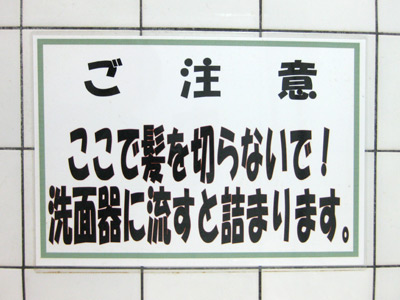 ご注意
ここで髪を切らないで！
洗面器に流すと詰まります。